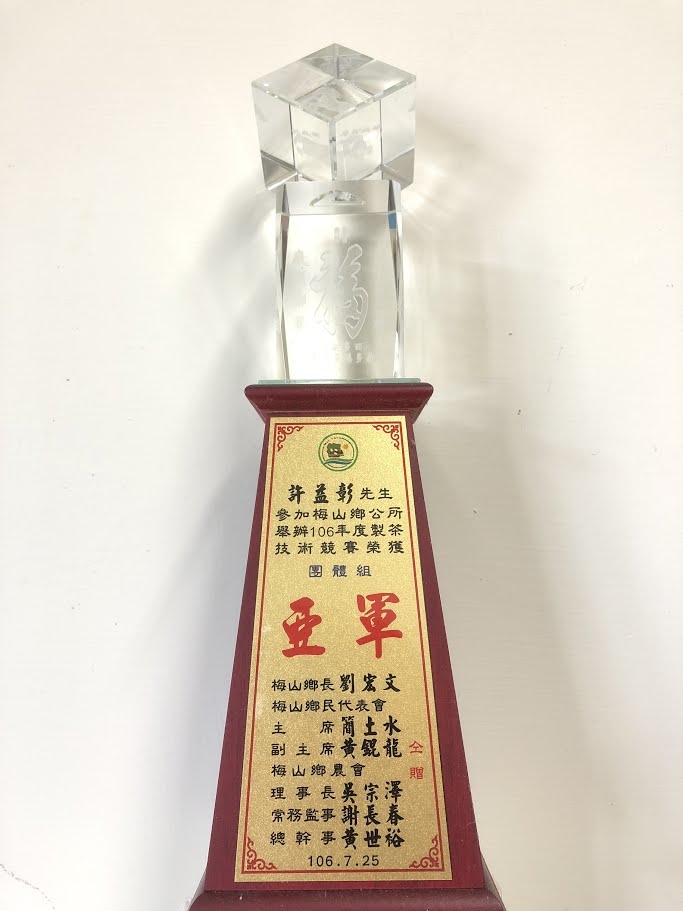 福
許益彰先生
參加梅山鄉公所
舉辦106年度製茶
技術競賽榮獲
團體組
亞軍
梅山鄉長劉宏文
梅山鄉民代表會
主席簡土水
副主席黃錕龍
梅山鄉農會
理事長吳宗澤
常務監事謝長春
總幹事黃世裕
仝贈
106.7.25